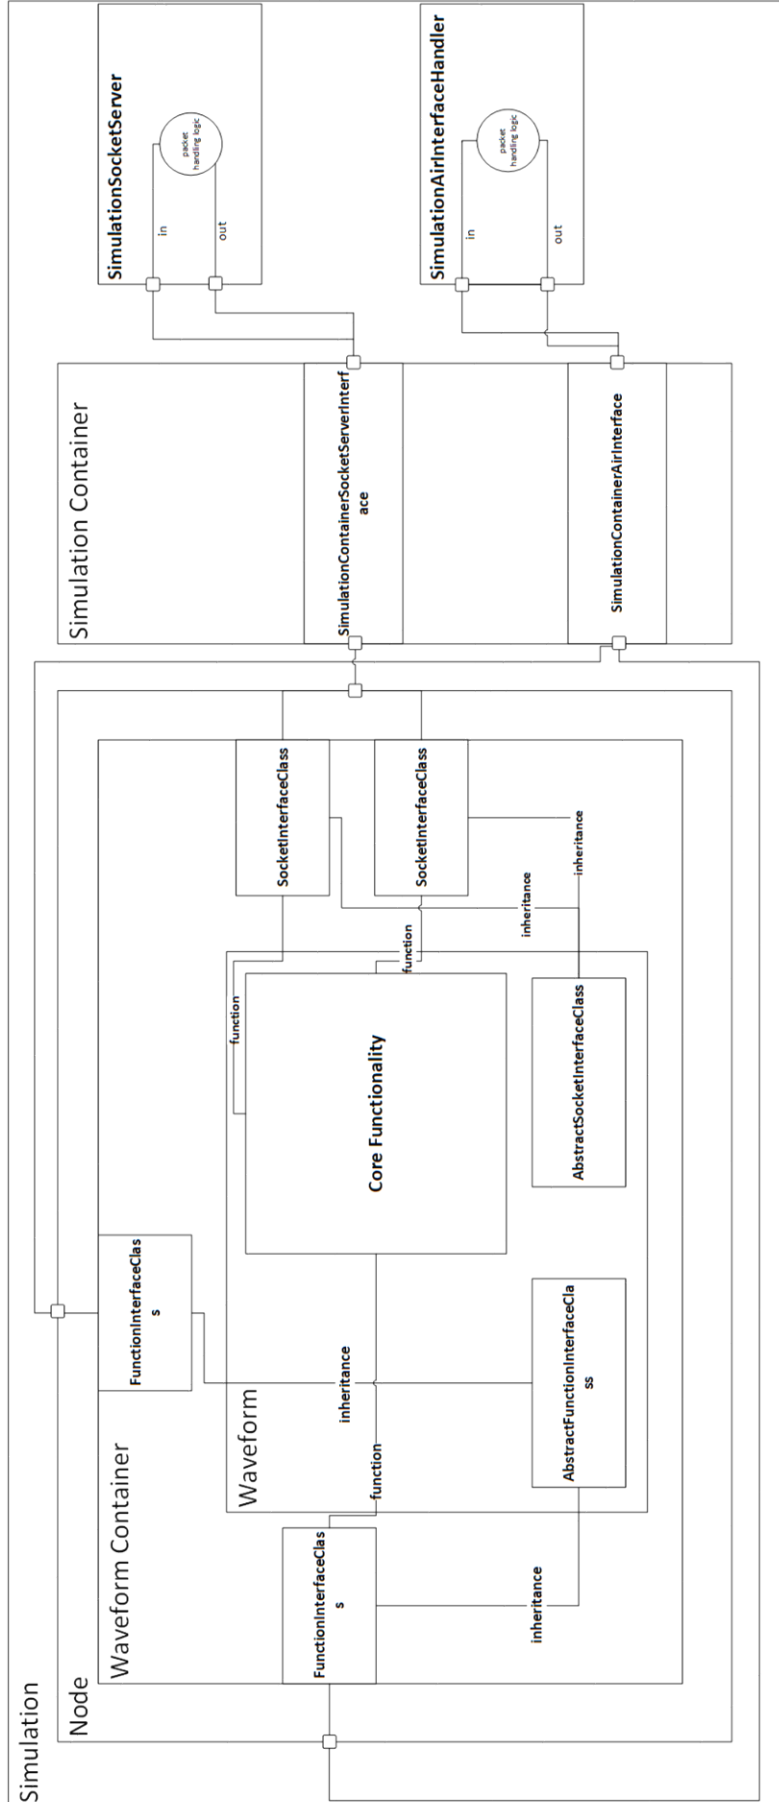 Simulation
Node
Waveform Container
FunctionInterfaceClas
s
FunctionInterfaceClas
s
inheritance
Waveform
function
inheritance
AbstractFunctionInterfaceCla
ss
Core Functionality
AbstractSocketInterfaceClass
function
function
inheritance
inheritance
SocketInterfaceClass
SocketInterfaceClass
Simulation Container
SimulationContainerSocketServerInterf
ace
SimulationContainerAirInterface
SimulationSocketServer
in
out
packet
handling logic
SimulationAirInterfaceHandler
in
out
packet
handling logic